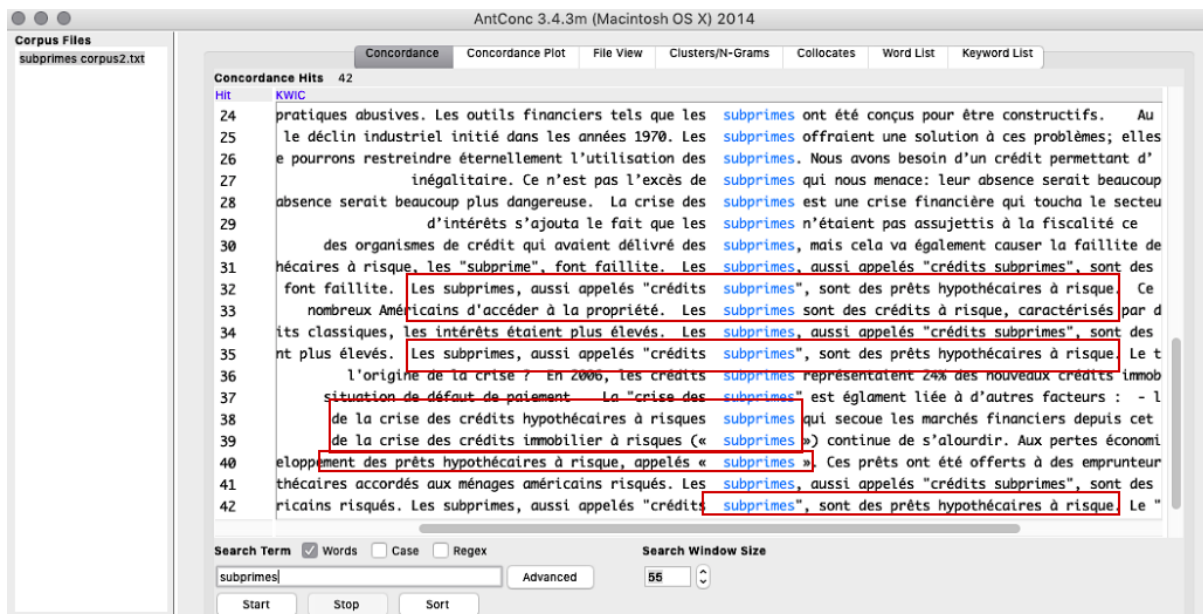 AntConc 3.4.3m (Macintosh OS X) 2014
Corpus Files
subprimes corpus2.txt
Concordance Concordance Plot File View Clusters/N-Grams Collocates Word List Keyword List
Concordance Hits 42
Hit KWIC
24 pratiques abusives. Les outils financiers tels que les subprimes ont été conçus pour être constructifs. Au
25 le déclin industriel initié dans les années 1970. Les subprimes offraient une solution à ces problèmes; elles
26 e pourrons restreindre éternellement l'utilisation des subprimes. Nous avons besoin d'un crédit permettant d'
27 inégalitaire. Ce n'est pas l'excès de subprimes qui nous menace: leur absence serait beaucoup
28 absence serait beaucoup plus dangereuse. La crise des subprimes est une crise financière qui toucha le secteu
29 d'intérêts s'ajouta le fait que les subprimes n'étaient pas assujettis à la fiscalité ce
30 des organismes de crédit qui avaient délivré des subprimes, mais cela va également causer la faillite de
31 hécaires à risque, les "subprime", font faillite. Les subprimes, aussi appelés "crédits subprimes", sont des
32 font faillite. Les subprimes, aussi appelés "crédits subprimes", sont des prêts hypothécaires à risque. Ce
33 nombreux Américains d'accéder à la propriété. Les subprimes sont des crédits à risque, caractérisés par d
34 its classiques, les intérêts étaient plus élevés. Les subprimes, aussi appelés "crédits subprimes", sont des
35 nt plus élevés. Les subprimes, aussi appelés "crédits subprimes", sont des prêts hypothécaires à risque. Le t
36 l'origine de la crise ? En 2006, les crédits subprimes représentaient 24% des nouveaux crédits immob
37 situation de défaut de paiement La "crise des subprimes" est églament liée à d'autres facteurs : - l
38 de la crise des crédits hypothécaires à risques subprimes qui secoue les marchés financiers depuis cet
39 de la crise des crédits immobilier à risques (« subprimes ») continue de s'alourdir. Aux pertes économi
40 eloppement des prêts hypothécaires à risque, appelés « subprimes ». Ces prêts ont été offerts à des emprunteur
41 thécaires accordés aux ménages américains risqués. Les subprimes, aussi appelés "crédits subprimes", sont des
42 ricains risqués. Les subprimes, aussi appelés "crédits subprimes", sont des prêts hypothécaires à risque. Le "
Search Term Words Case Regex Search Window Size
subprimes Advanced 55
Start Stop Sort